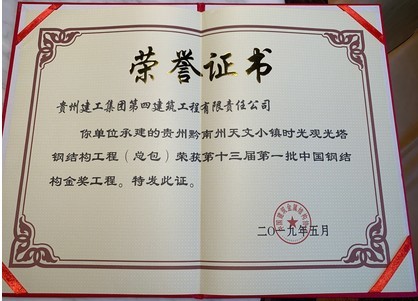 荣誉证书
贵州建工集团第四建筑工程有限责任公司
你单位承建的贵州黔南州天文小镇时光观光塔
钢结构工程（总包）荣获第十三届第一批中国钢结
构金奖工程。特发此证。
二〇一九年五月